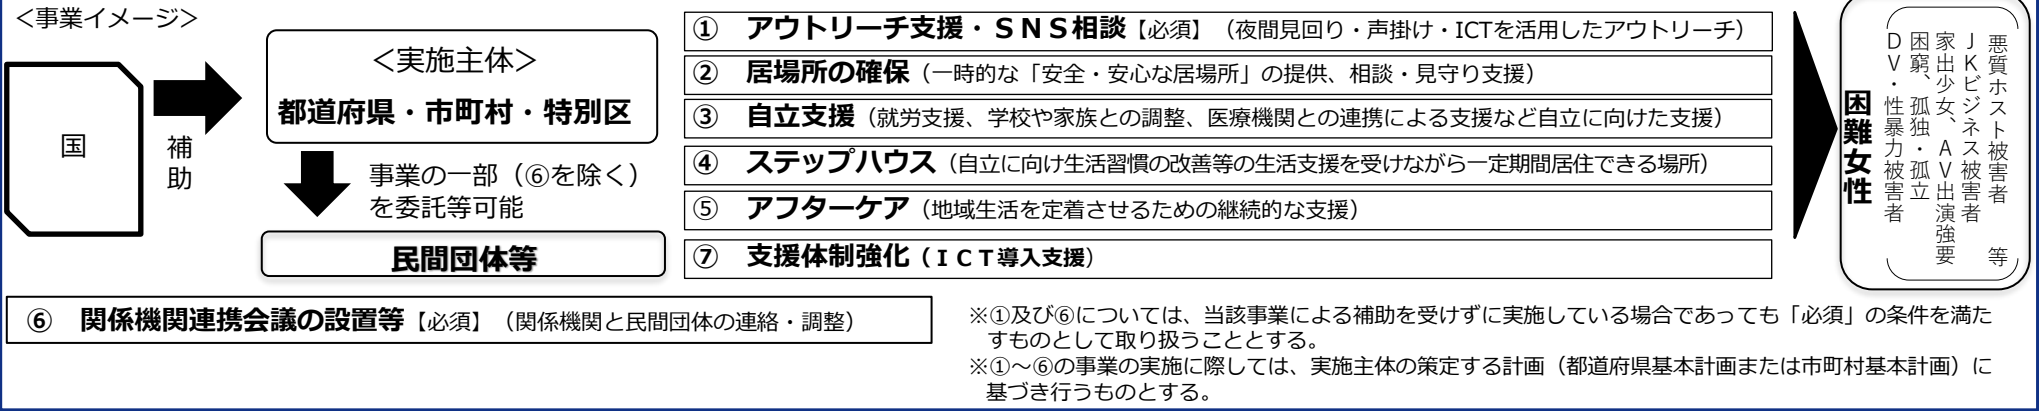 ＜事業イメージ＞
国
補助
＜実施主体＞
都道府県・市町村・特別区
事業の一部（⑥を除く）
を委託等可能
民間団体等
① アウトリーチ支援・ＳＮＳ相談【必須】（夜間見回り・声掛け・ICTを活用したアウトリーチ）
② 居場所の確保（一時的な「安全・安心な居場所」の提供、相談・見守り支援）
③ 自立支援（就労支援、学校や家族との調整、医療機関との連携による支援など自立に向けた支援）
④ ステップハウス（自立に向け生活習慣の改善等の生活支援を受けながら一定期間居住できる場所）
⑤ アフターケア（地域生活を定着させるための継続的な支援）
⑦ 支援体制強化（ＩＣＴ導入支援）
困難女性
悪質ホスト被害者 等
ＪＫビジネス被害者
家出少女、ＡＶ出演強要
困窮、孤独・孤立
ＤＶ・性暴力被害者
⑥ 関係機関連携会議の設置等【必須】（関係機関と民間団体の連絡・調整）
※①及び⑥については、当該事業による補助を受けずに実施している場合であっても「必須」の条件を満た
すものとして取り扱うこととする。
※①～⑥の事業の実施に際しては、実施主体の策定する計画（都道府県基本計画または市町村基本計画）に
基づき行うものとする。